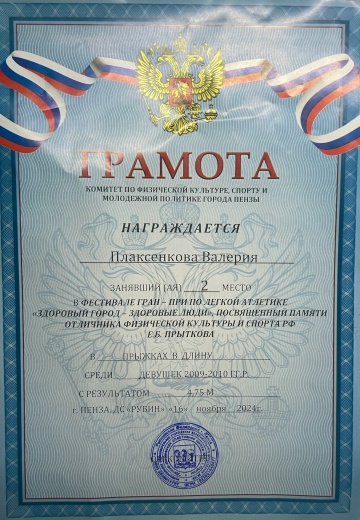 ГРАМОТА
КОМИТЕТ ПО ФИЗИЧЕСКОЙ КУЛЬТУРЕ, СПОРТУ И
МОЛОДЕЖНОЙ ПОЛИТИКЕ ГОРОДА ПЕНЗЫ
НАГРАЖДАЕТСЯ
Плаксенкова Валерия
ЗАНЯВШИЙ (АЯ) 2 МЕСТО
В ФЕСТИВАЛЕ ГРАН – ПРИ ПО ЛЕГКОЙ АТЛЕТИКЕ
«ЗДОРОВЫЙ ГОРОД – ЗДОРОВЫЕ ЛЮДИ», ПОСВЯЩЕННЫЙ ПАМЯТИ
ОТЛИЧНИКА ФИЗИЧЕСКОЙ КУЛЬТУРЫ И СПОРТА РФ
Е.Б. ПРЫТКОВА
В ПРЫЖКАХ В ДЛИНУ
СРЕДИ ДЕВУШЕК 2009-2010 ГГ.Р.
С РЕЗУЛЬТАТОМ 4,75 М
г. ПЕНЗА, ДС «РУБИН» «16» ноября 2024г.